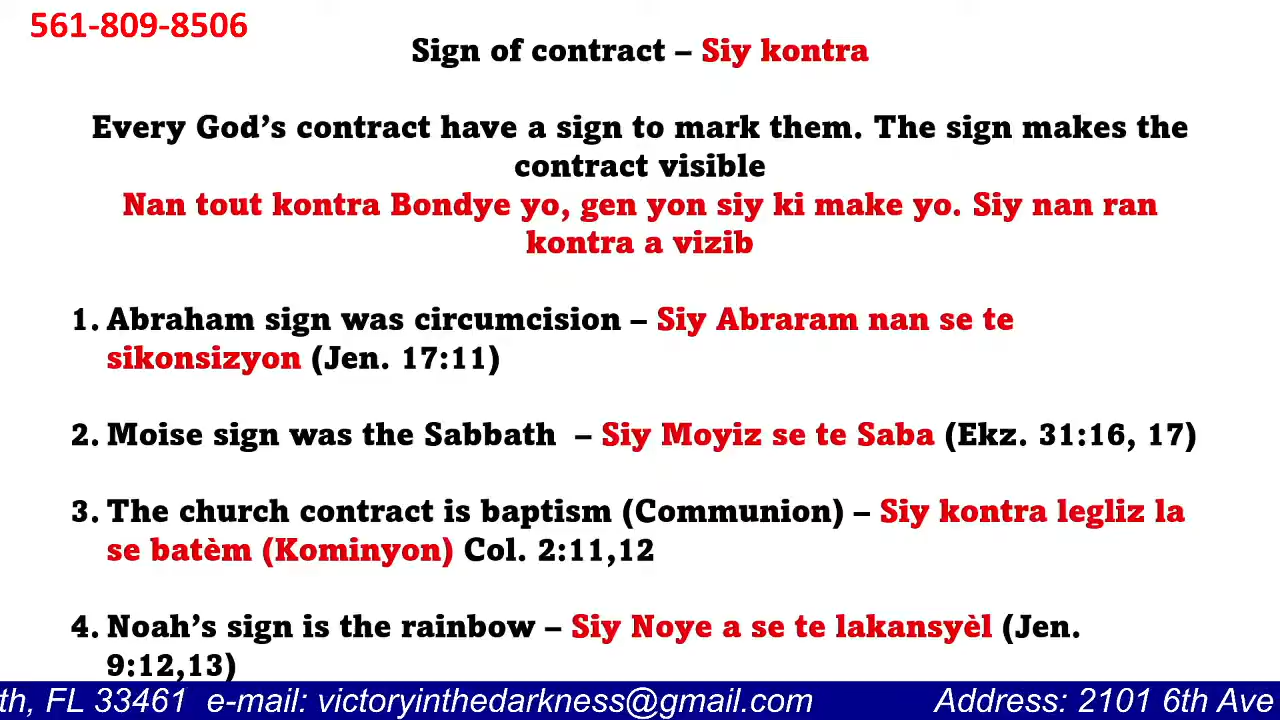 561-809-8506
Sign of contract – Siy kontra
Every God’s contract have a sign to mark them. The sign makes the
contract visible
Nan tout kontra Bondye yo, gen yon siy ki make yo. Siy nan ran
kontra a vizib
1. Abraham sign was circumcision – Siy Abraram nan se te
sikonsizyon (Jen. 17:11)
2. Moise sign was the Sabbath – Siy Moyiz se te Saba (Ekz. 31:16, 17)
3. The church contract is baptism (Communion) – Siy kontra legliz la
se batèm (Kominyon) Col. 2:11,12
4. Noah’s sign is the rainbow – Siy Noye a se te lakansyèl (Jen.
9:12,13)
th, FL 33461 e-mail: victoryinthedarkness@gmail.com Address: 2101 6th Ave